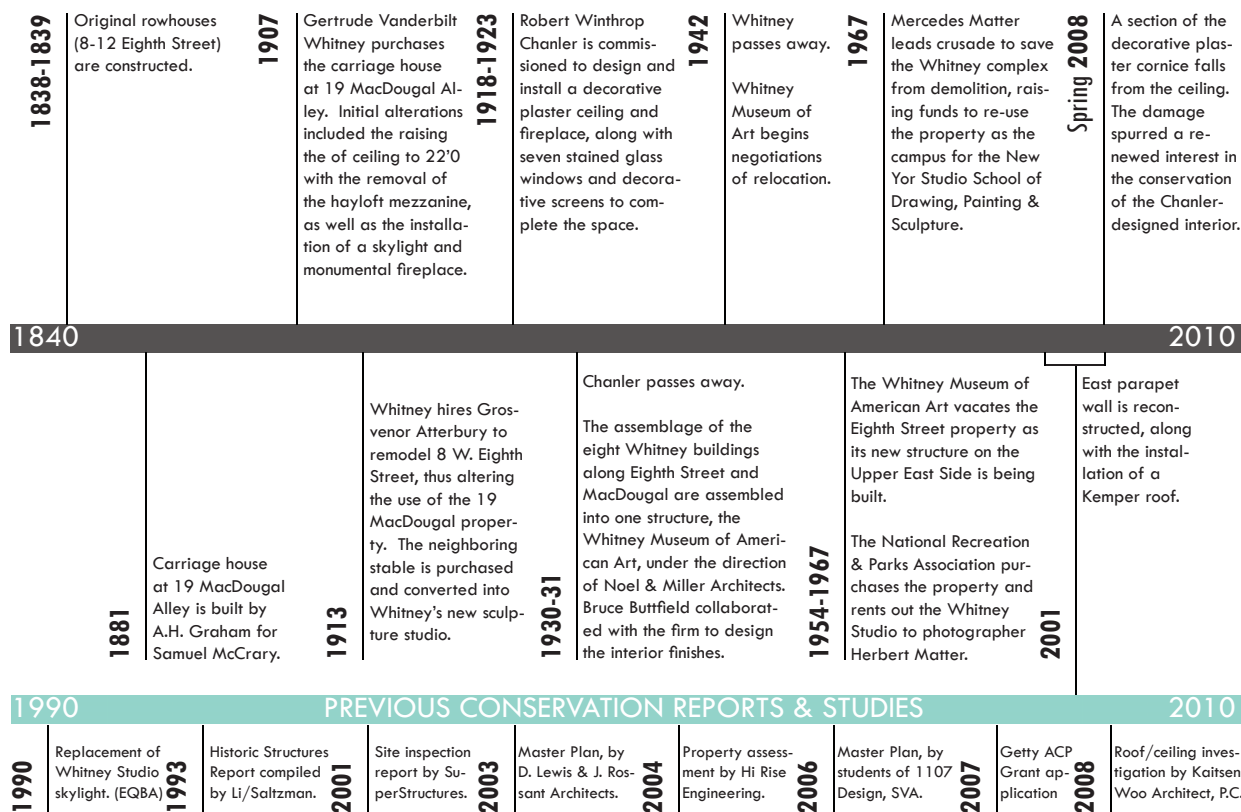 1838-1839
Original rowhouses
(8-12 Eighth Street)
are constructed.
1907
Gertrude Vanderbilt
Whitney purchases
the carriage house
at 19 MacDougal Al-
ley. Initial alterations
included the raising
the of ceiling to 22'0
with the removal of
the hayloft mezzanine,
as well as the installa-
tion of a skylight and
monumental fireplace.
1918-1923
Robert Winthrop
Chanler is commis-
sioned to design and
install a decorative
plaster ceiling and
fireplace, along with
seven stained glass
windows and decora-
tive screens to com-
plete the space.
1942
Whitney
passes away.
Whitney
Museum of
Art begins
negotiations
of relocation.
1967
Mercedes Matter
leads crusade to save
the Whitney complex
from demolition, rais-
ing funds to re-use
the property as the
campus for the New
Yor Studio School of
Drawing, Painting &
Sculpture.
Spring 2008
A section of the
decorative plas-
ter cornice falls
from the ceiling.
The damage
spurred a re-
newed interest in
the conservation
of the Chanler-
designed interior.
1840
2010
1881
Carriage house
at 19 MacDougal
Alley is built by
A.H. Graham for
Samuel McCrary.
1913
Whitney hires Gros-
venor Atterbury to
remodel 8 W. Eighth
Street, thus altering
the use of the 19
MacDougal proper-
ty. The neighboring
stable is purchased
and converted into
Whitney's new sculp-
ture studio.
1930-31
Chanler passes away.
The assemblage of the
eight Whitney buildings
along Eighth Street and
MacDougal are assembled
into one structure, the
Whitney Museum of Ameri-
can Art, under the direction
of Noel & Miller Architects.
Bruce Buttfield collaborat-
ed with the firm to design
the interior finishes.
1954-1967
The Whitney Museum of
American Art vacates the
Eighth Street property as
its new structure on the
Upper East Side is being
built.
The National Recreation
& Parks Association pur-
chases the property and
rents out the Whitney
Studio to photographer
Herbert Matter.
2001
East parapet
wall is recon-
structed, along
with the instal-
lation of a
Kemper roof.
1990
PREVIOUS CONSERVATION REPORTS & STUDIES
2010
1990
Replacement of
Whitney Studio
skylight. (EQBA)
1993
Historic Structures
Report compiled
by Li/Saltzman.
2001
Site inspection
report by Su-
perStructures.
2003
Master Plan, by
D. Lewis & J. Ros-
sant Architects.
2004
Property assess-
ment by Hi Rise
Engineering.
2006
Master Plan, by
students of 1107
Design, SVA.
2007
Getty ACP
Grant ap-
plication
2008
Roof/ceiling inves-
tigation by Kaitsen
Woo Architect, P.C.